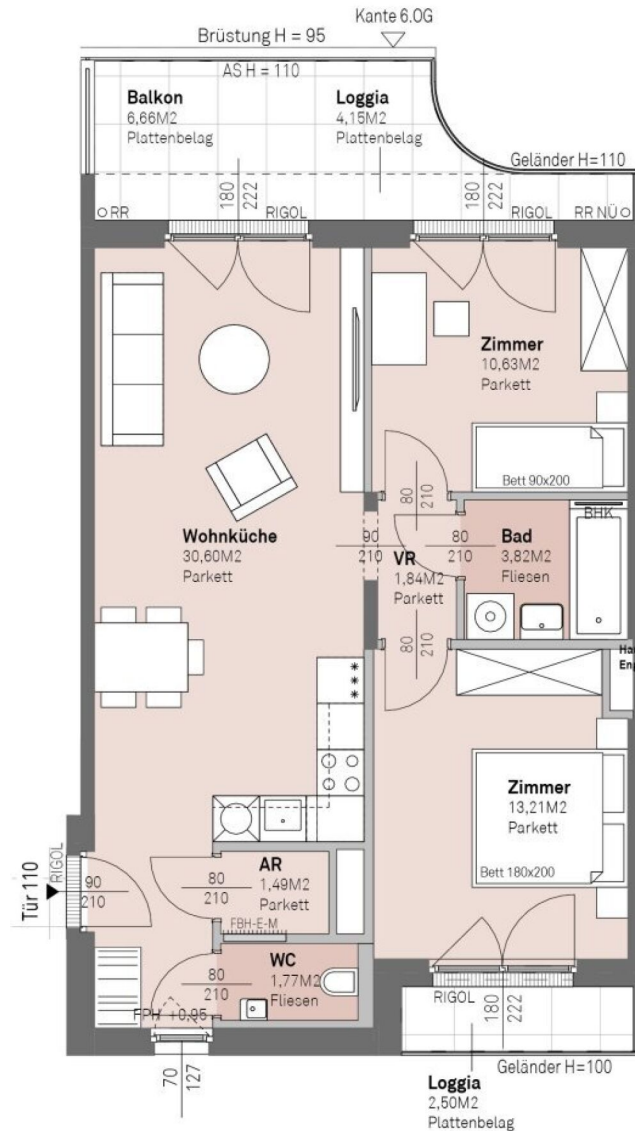 Kante 6.OG
Brüstung H = 95
AS H = 110
Balkon
6,66M2
Plattenbelag
Loggia
4,15M2
Plattenbelag
Geländer H=110
180
222
180
222
RR
RIGOL
RIGOL
RR NÜ
Zimmer
10,63M2
Parkett
Bett 90x200
80
210
BHK
Wohnküche
30,60M2
Parkett
90
210
VR
1,84M2
Parkett
80
210
Bad
3,82M2
Fliesen
80
210
Ha
Eng
Zimmer
13,21M2
Parkett
Bett 180x200
Tür 110
RIGOL
90
210
80
210
AR
1,49M2
Parkett
FBH-E-M
80
210
WC
1,77M2
Fliesen
FPH +0,95
70
127
RIGOL
180
222
Geländer H=100
Loggia
2,50M2
Plattenbelag